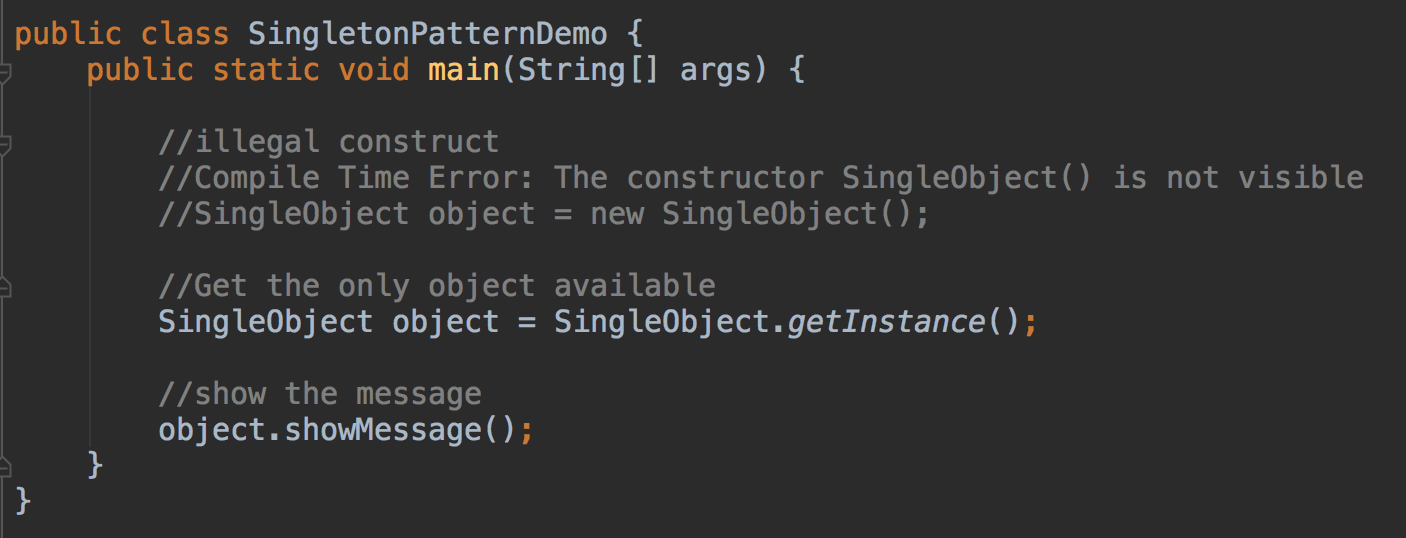 public class SingletonPatternDemo {
    public static void main(String[] args) {
        //illegal construct
        //Compile Time Error: The constructor SingleObject() is not visible
        //SingleObject object = new SingleObject();
        //Get the only object available
        SingleObject object = SingleObject.getInstance();
        //show the message
        object.showMessage();
    }
}